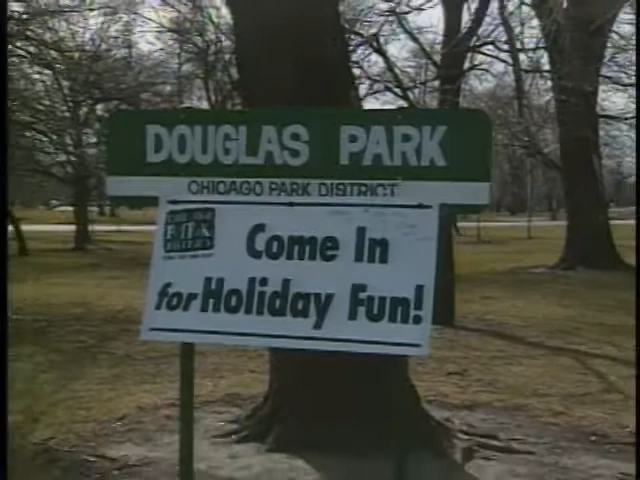 DOUGLAS PARK
CHICAGO PARK DISTRICT
Come In
for Holiday Fun!